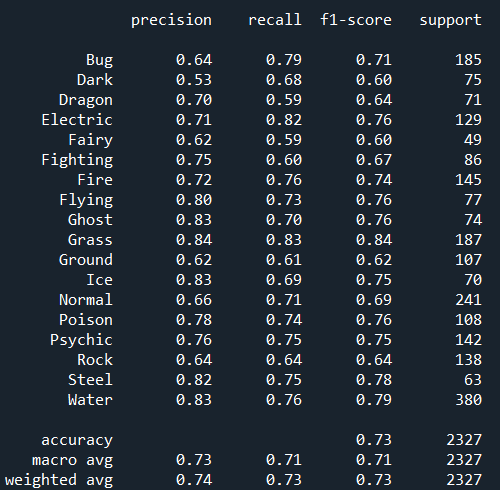 precision recall f1-score support
Bug 0.64 0.79 0.71 185
Dark 0.53 0.68 0.60 75
Dragon 0.70 0.59 0.64 71
Electric 0.71 0.82 0.76 129
Fairy 0.62 0.59 0.60 49
Fighting 0.75 0.60 0.67 86
Fire 0.72 0.76 0.74 145
Flying 0.80 0.73 0.76 77
Ghost 0.83 0.70 0.76 74
Grass 0.84 0.83 0.84 187
Ground 0.62 0.61 0.62 107
Ice 0.83 0.69 0.75 70
Normal 0.66 0.71 0.69 241
Poison 0.78 0.74 0.76 108
Psychic 0.76 0.75 0.75 142
Rock 0.64 0.64 0.64 138
Steel 0.82 0.75 0.78 63
Water 0.83 0.76 0.79 380
accuracy 0.73 2327
macro avg 0.73 0.71 0.71 2327
weighted avg 0.74 0.73 0.73 2327